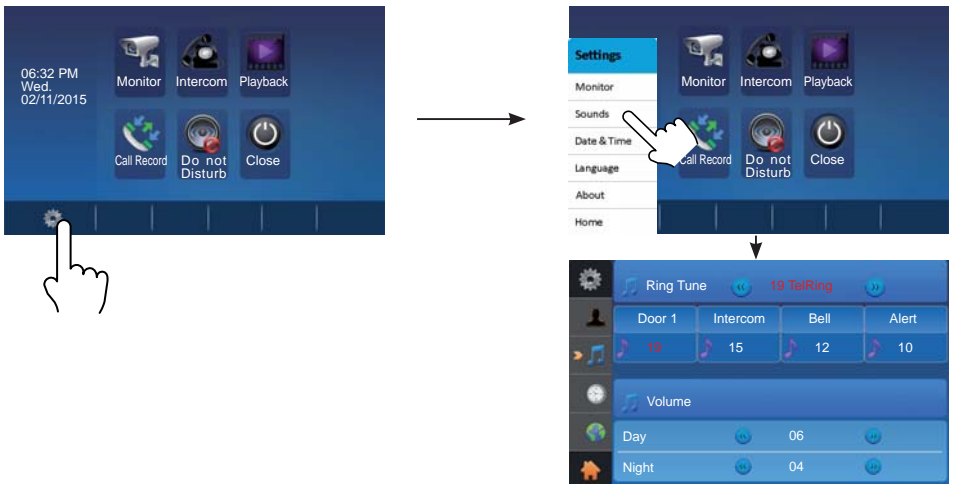 06:32 PM
Wed.
02/11/2015
Monitor
Intercom
Playback
Call Record
Do not
Disturb
Close
Settings
Monitor
Sounds
Date & Time
Language
About
Home
Monitor
Intercom
Playback
Call Record
Do not
Disturb
Close
Ring Tune 19 TelRing
Door 1 Intercom Bell Alert
19 15 12 10
Volume
Day 06
Night 04